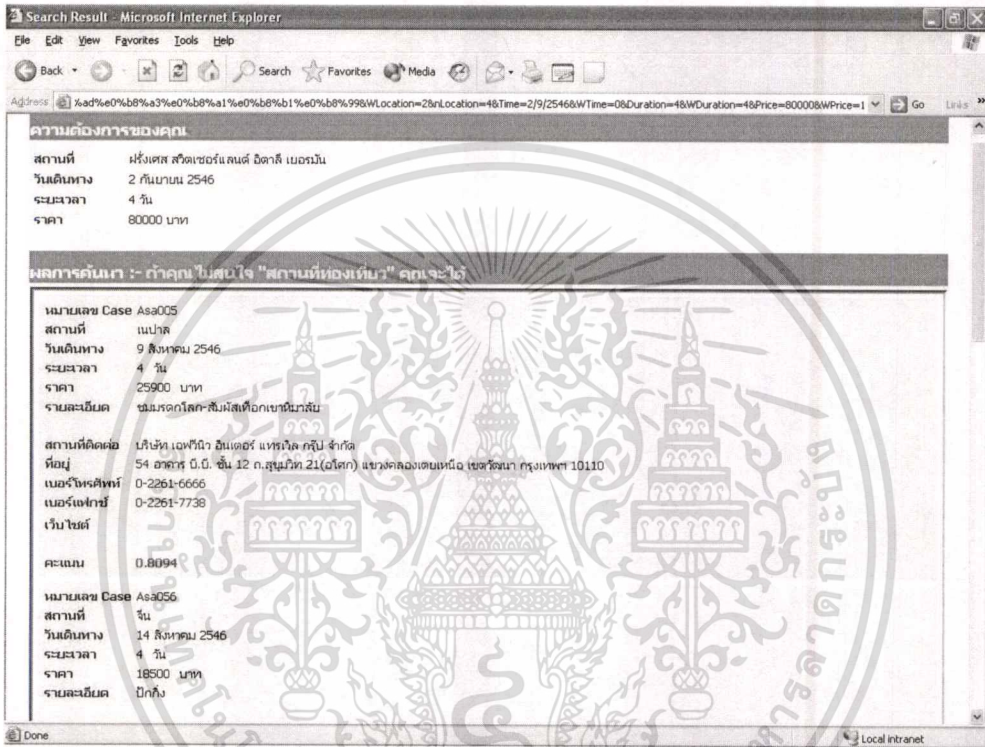 Search Result - Microsoft Internet Explorer
File Edit View Favorites Tools Help
Back Search Favorites Media
Address %ad%e0%b8%a3%e0%b8%a1%e0%b8%b1%e0%b8%99&WLocation=2&nLocation=4&Time=2/9/2546&WTime=0&Duration=4&WDuration=4&Price=80000&WPrice=1 Go Links »
ความต้องการของคุณ
สถานที่ ฝรั่งเศส สวิตเซอร์แลนด์ อิตาลี เยอรมัน
วันเดินทาง 2 กันยายน 2546
ระยะเวลา 4 วัน
ราคา 80000 บาท
ผลการค้นหา :- ถ้าคุณไม่สนใจ "สถานที่ท่องเที่ยว" คุณจะได้
หมายเลข Case Asa005
สถานที่ เนปาล
วันเดินทาง 9 สิงหาคม 2546
ระยะเวลา 4 วัน
ราคา 25900 บาท
รายละเอียด ชมมรดกโลก-สัมผัสเทือกเขาหิมาลัย
สถานที่ติดต่อ บริษัท เอฟวีนิว อินเตอร์ แทรเวิล กรุ๊ป จำกัด
ที่อยู่ 54 อาคาร บี.บี. ชั้น 12 ถ.สุขุมวิท 21(อโศก) แขวงคลองเตยเหนือ เขตวัฒนา กรุงเทพฯ 10110
เบอร์โทรศัพท์ 0-2261-6666
เบอร์แฟกซ์ 0-2261-7738
เว็บไซต์
คะแนน 0.8094
หมายเลข Case Asa056
สถานที่ จีน
วันเดินทาง 14 สิงหาคม 2546
ระยะเวลา 4 วัน
ราคา 18500 บาท
รายละเอียด ปักกิ่ง
Done Local intranet